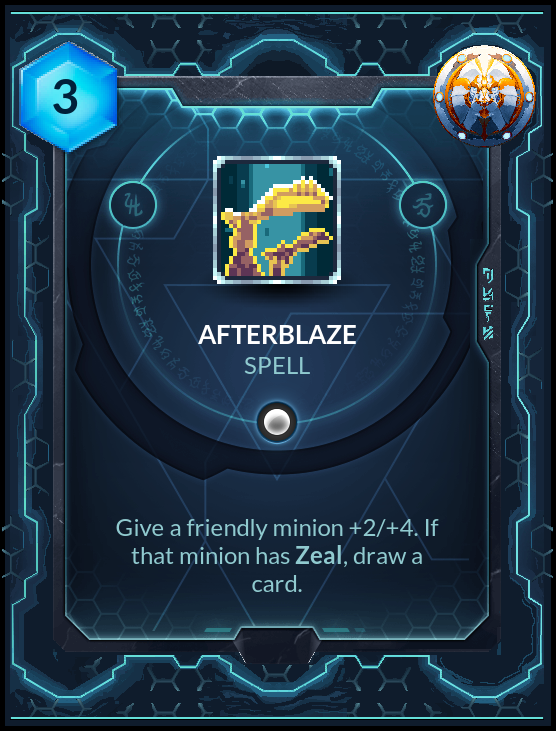 3
AFTERBLAZE
SPELL
Give a friendly minion +2/+4. If
that minion has Zeal, draw a
card.